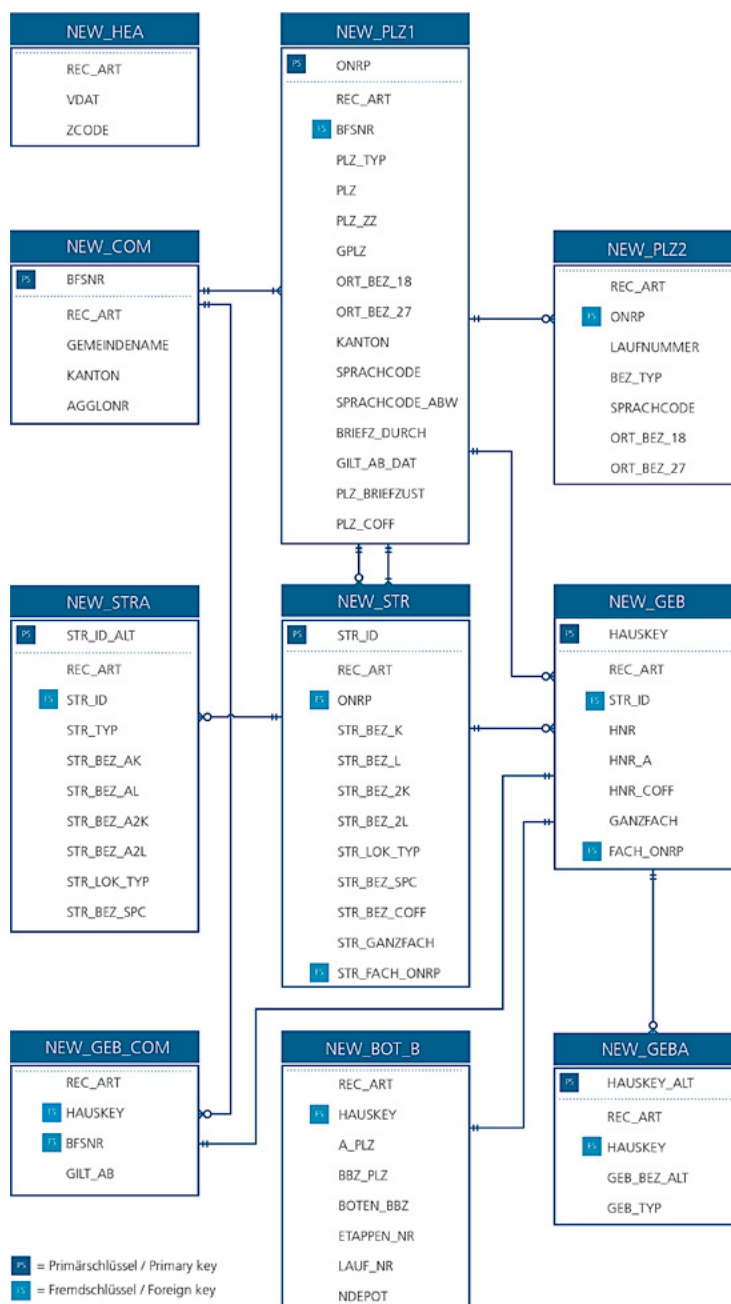 NEW_HEA
REC_ART
VDAT
ZCODE
NEW_PLZ1
PS ONRP
REC_ART
FS BFSNR
PLZ_TYP
PLZ
PLZ_ZZ
GPLZ
ORT_BEZ_18
ORT_BEZ_27
KANTON
SPRACHCODE
SPRACHCODE_ABW
BRIEFZ_DURCH
GILT_AB_DAT
PLZ_BRIEFZUST
PLZ_COFF
NEW_COM
PS BFSNR
REC_ART
GEMEINDENAME
KANTON
AGGLONR
NEW_PLZ2
REC_ART
FS ONRP
LAUFNUMMER
BEZ_TYP
SPRACHCODE
ORT_BEZ_18
ORT_BEZ_27
NEW_STRA
PS STR_ID_ALT
REC_ART
FS STR_ID
STR_TYP
STR_BEZ_AK
STR_BEZ_AL
STR_BEZ_A2K
STR_BEZ_A2L
STR_LOK_TYP
STR_BEZ_SPC
NEW_STR
PS STR_ID
REC_ART
FS ONRP
STR_BEZ_K
STR_BEZ_L
STR_BEZ_2K
STR_BEZ_2L
STR_LOK_TYP
STR_BEZ_SPC
STR_BEZ_COFF
STR_GANZFACH
FS STR_FACH_ONRP
NEW_GEB
PS HAUSKEY
REC_ART
FS STR_ID
HNR
HNR_A
HNR_COFF
GANZFACH
FS FACH_ONRP
NEW_GEB_COM
REC_ART
FS HAUSKEY
FS BFSNR
GILT_AB
NEW_BOT_B
REC_ART
FS HAUSKEY
A_PLZ
BBZ_PLZ
BOTEN_BBZ
ETAPPEN_NR
LAUF_NR
NDEPOT
NEW_GEBA
PS HAUSKEY_ALT
REC_ART
FS HAUSKEY
GEB_BEZ_ALT
GEB_TYP
PS = Primärschlüssel / Primary key
FS = Fremdschlüssel / Foreign key